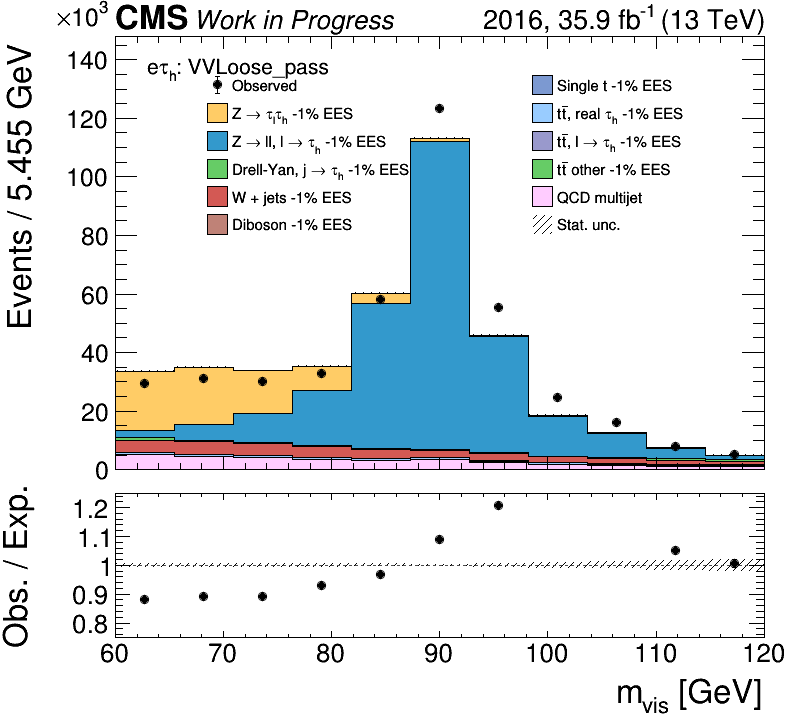 ×10³ CMS Work in Progress 2016, 35.9 fb⁻¹ (13 TeV)
Events / 5.455 GeV
140
120
100
80
60
40
20
0
eτₕ: VVLoose_pass
Observed
Z → τₗτₕ -1% EES
Z → ll, l → τₕ -1% EES
Drell-Yan, j → τₕ -1% EES
W + jets -1% EES
Diboson -1% EES
Single t -1% EES
tt̄, real τₕ -1% EES
tt̄, l → τₕ -1% EES
tt̄ other -1% EES
QCD multijet
Stat. unc.
Obs. / Exp.
1.2
1.1
1
0.9
0.8
60 70 80 90 100 110 120
m_vis [GeV]